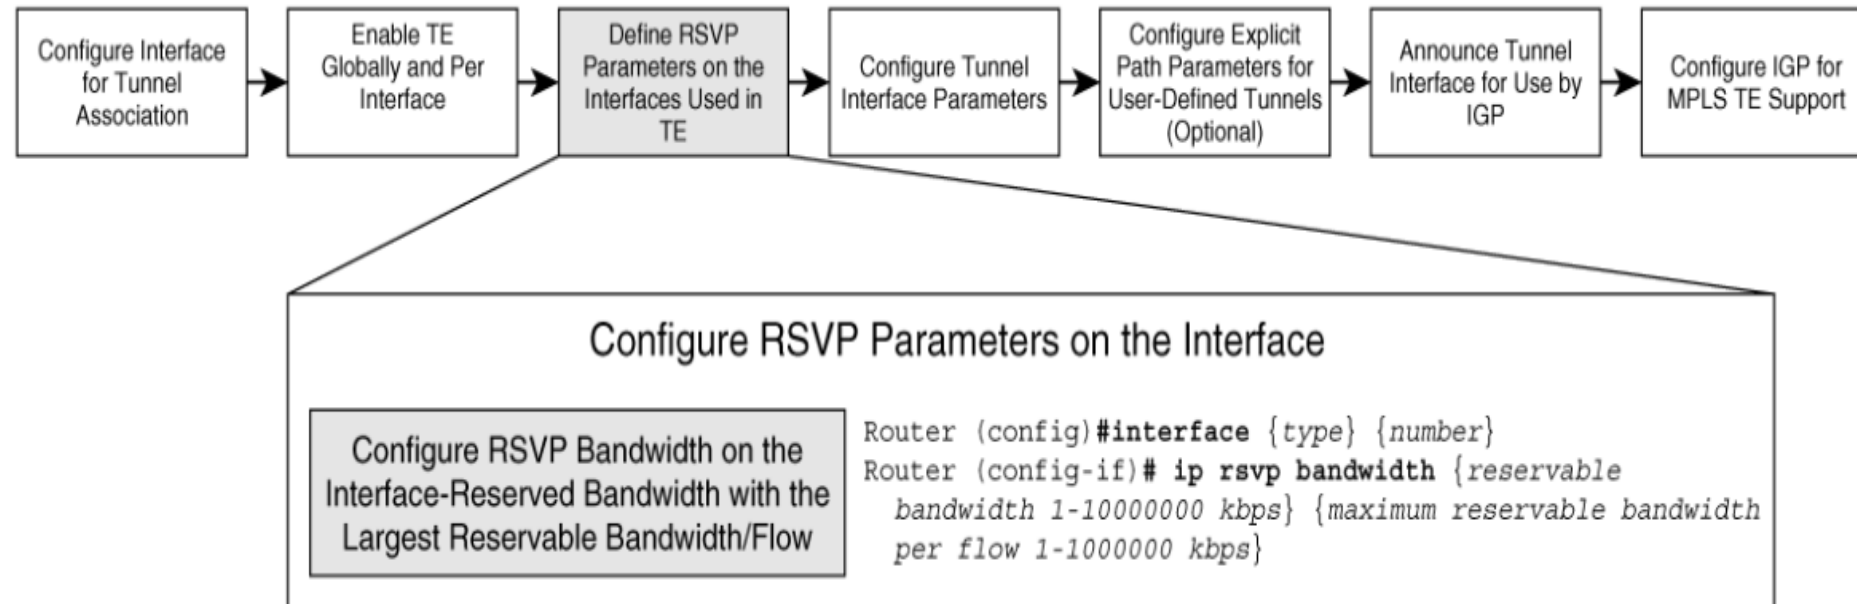 Configure Interface
for Tunnel
Association
Enable TE
Globally and Per
Interface
Define RSVP
Parameters on the
Interfaces Used in
TE
Configure Tunnel
Interface Parameters
Configure Explicit
Path Parameters for
User-Defined Tunnels
(Optional)
Announce Tunnel
Interface for Use by
IGP
Configure IGP for
MPLS TE Support
Configure RSVP Parameters on the Interface
Configure RSVP Bandwidth on the
Interface-Reserved Bandwidth with the
Largest Reservable Bandwidth/Flow
Router (config)#interface {type} {number}
Router (config-if)# ip rsvp bandwidth {reservable
bandwidth 1-10000000 kbps} {maximum reservable bandwidth
per flow 1-1000000 kbps}